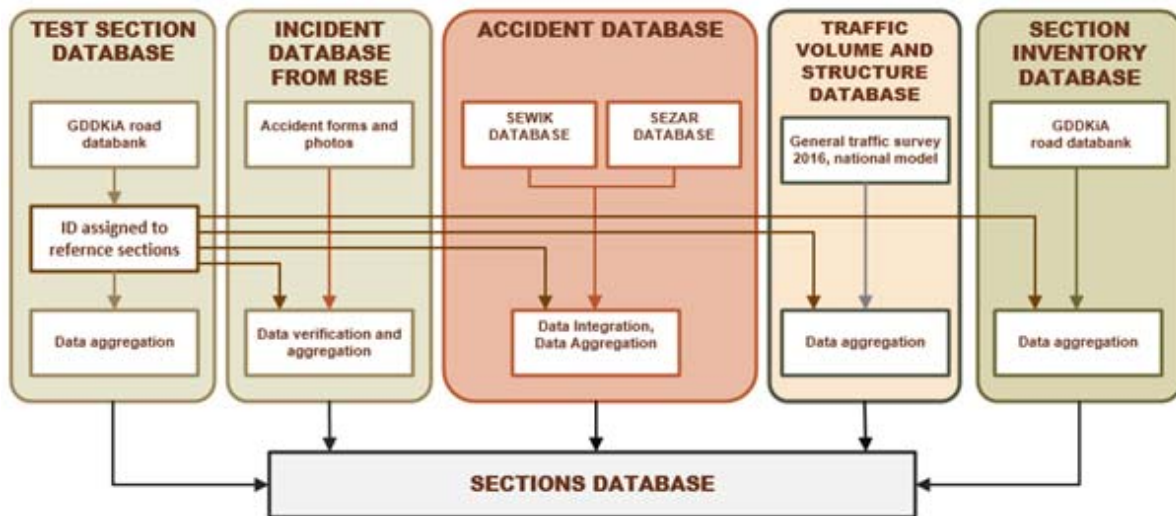 TEST SECTION
DATABASE
GDDKiA road
databank
ID assigned to
refernce sections
Data aggregation
INCIDENT
DATABASE
FROM RSE
Accident forms and
photos
Data verification and
aggregation
ACCIDENT DATABASE
SEWIK
DATABASE
SEZAR
DATABASE
Data Integration,
Data Aggregation
TRAFFIC
VOLUME AND
STRUCTURE
DATABASE
General traffic survey
2016, national model
Data aggregation
SECTION
INVENTORY
DATABASE
GDDKiA
road databank
Data aggregation
SECTIONS DATABASE